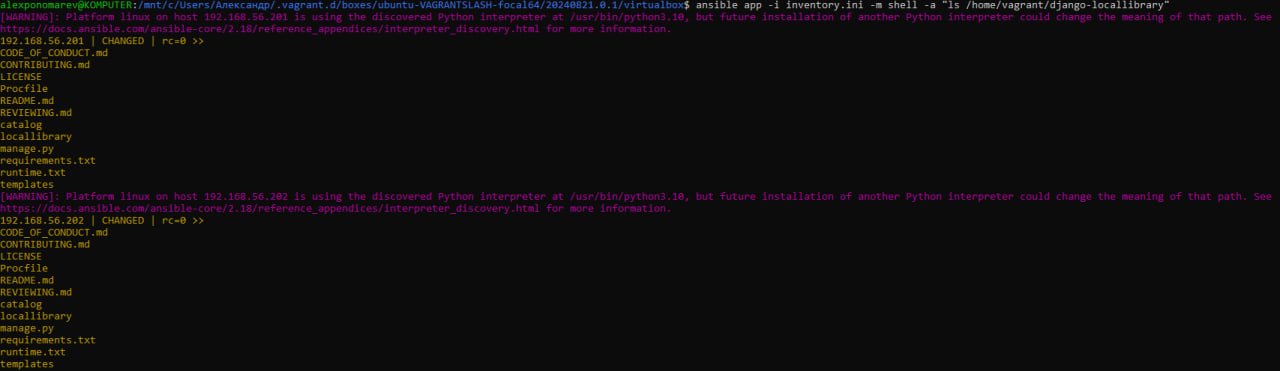 alexponomarev@KOMPUTER:/mnt/c/Users/Александр/.vagrant.d/boxes/ubuntu-VAGRANTSLASH-focal64/20240821.0.1/virtualbox$ ansible app -i inventory.ini -m shell -a "ls /home/vagrant/django-locallibrary"
[WARNING]: Platform linux on host 192.168.56.201 is using the discovered Python interpreter at /usr/bin/python3.10, but future installation of another Python interpreter could change the meaning of that path. See
https://docs.ansible.com/ansible-core/2.18/reference_appendices/interpreter_discovery.html for more information.
192.168.56.201 | CHANGED | rc=0 >>
CODE_OF_CONDUCT.md
CONTRIBUTING.md
LICENSE
Procfile
README.md
REVIEWING.md
catalog
locallibrary
manage.py
requirements.txt
runtime.txt
templates
[WARNING]: Platform linux on host 192.168.56.202 is using the discovered Python interpreter at /usr/bin/python3.10, but future installation of another Python interpreter could change the meaning of that path. See
https://docs.ansible.com/ansible-core/2.18/reference_appendices/interpreter_discovery.html for more information.
192.168.56.202 | CHANGED | rc=0 >>
CODE_OF_CONDUCT.md
CONTRIBUTING.md
LICENSE
Procfile
README.md
REVIEWING.md
catalog
locallibrary
manage.py
requirements.txt
runtime.txt
templates